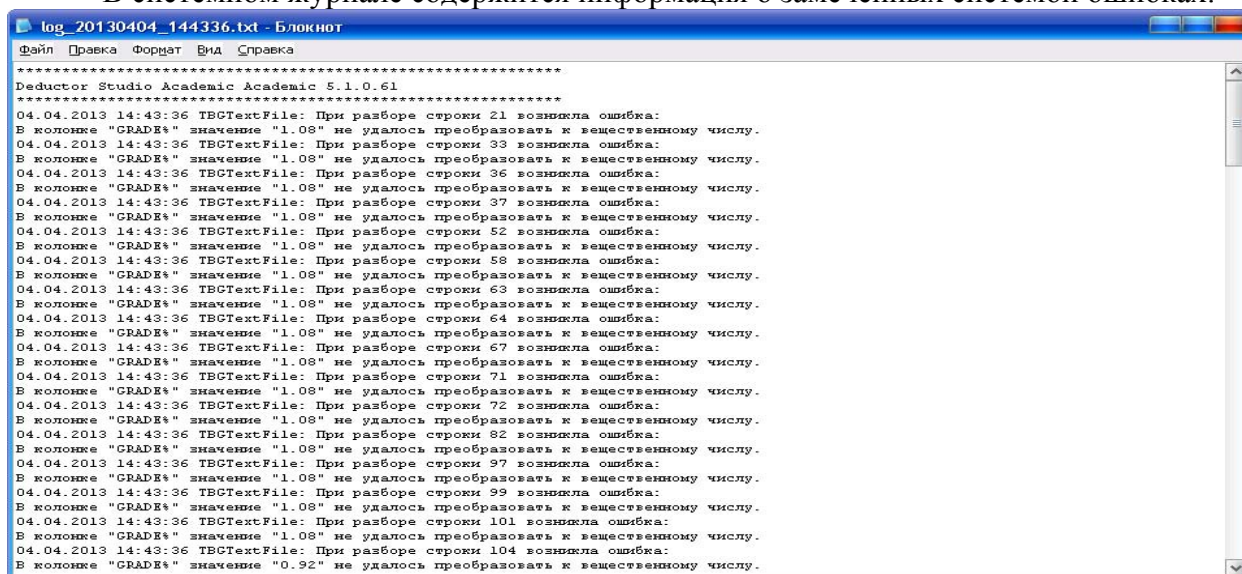 В системном журнале содержится информация о замеченных системой ошибках.
log_20130404_144336.txt - Блокнот
Файл Правка Формат Вид Справка
************************************************************
Deductor Studio Academic Academic 5.1.0.61
************************************************************
04.04.2013 14:43:36 TBGTextFile: При разборе строки 21 возникла ошибка:
В колонке "GRADE%" значение "1.08" не удалось преобразовать к вещественному числу.
04.04.2013 14:43:36 TBGTextFile: При разборе строки 33 возникла ошибка:
В колонке "GRADE%" значение "1.08" не удалось преобразовать к вещественному числу.
04.04.2013 14:43:36 TBGTextFile: При разборе строки 36 возникла ошибка:
В колонке "GRADE%" значение "1.08" не удалось преобразовать к вещественному числу.
04.04.2013 14:43:36 TBGTextFile: При разборе строки 37 возникла ошибка:
В колонке "GRADE%" значение "1.08" не удалось преобразовать к вещественному числу.
04.04.2013 14:43:36 TBGTextFile: При разборе строки 52 возникла ошибка:
В колонке "GRADE%" значение "1.08" не удалось преобразовать к вещественному числу.
04.04.2013 14:43:36 TBGTextFile: При разборе строки 58 возникла ошибка:
В колонке "GRADE%" значение "1.08" не удалось преобразовать к вещественному числу.
04.04.2013 14:43:36 TBGTextFile: При разборе строки 63 возникла ошибка:
В колонке "GRADE%" значение "1.08" не удалось преобразовать к вещественному числу.
04.04.2013 14:43:36 TBGTextFile: При разборе строки 64 возникла ошибка:
В колонке "GRADE%" значение "1.08" не удалось преобразовать к вещественному числу.
04.04.2013 14:43:36 TBGTextFile: При разборе строки 67 возникла ошибка:
В колонке "GRADE%" значение "1.08" не удалось преобразовать к вещественному числу.
04.04.2013 14:43:36 TBGTextFile: При разборе строки 71 возникла ошибка:
В колонке "GRADE%" значение "1.08" не удалось преобразовать к вещественному числу.
04.04.2013 14:43:36 TBGTextFile: При разборе строки 72 возникла ошибка:
В колонке "GRADE%" значение "1.08" не удалось преобразовать к вещественному числу.
04.04.2013 14:43:36 TBGTextFile: При разборе строки 82 возникла ошибка:
В колонке "GRADE%" значение "1.08" не удалось преобразовать к вещественному числу.
04.04.2013 14:43:36 TBGTextFile: При разборе строки 97 возникла ошибка:
В колонке "GRADE%" значение "1.08" не удалось преобразовать к вещественному числу.
04.04.2013 14:43:36 TBGTextFile: При разборе строки 99 возникла ошибка:
В колонке "GRADE%" значение "1.08" не удалось преобразовать к вещественному числу.
04.04.2013 14:43:36 TBGTextFile: При разборе строки 101 возникла ошибка:
В колонке "GRADE%" значение "1.08" не удалось преобразовать к вещественному числу.
04.04.2013 14:43:36 TBGTextFile: При разборе строки 104 возникла ошибка:
В колонке "GRADE%" значение "0.92" не удалось преобразовать к вещественному числу.